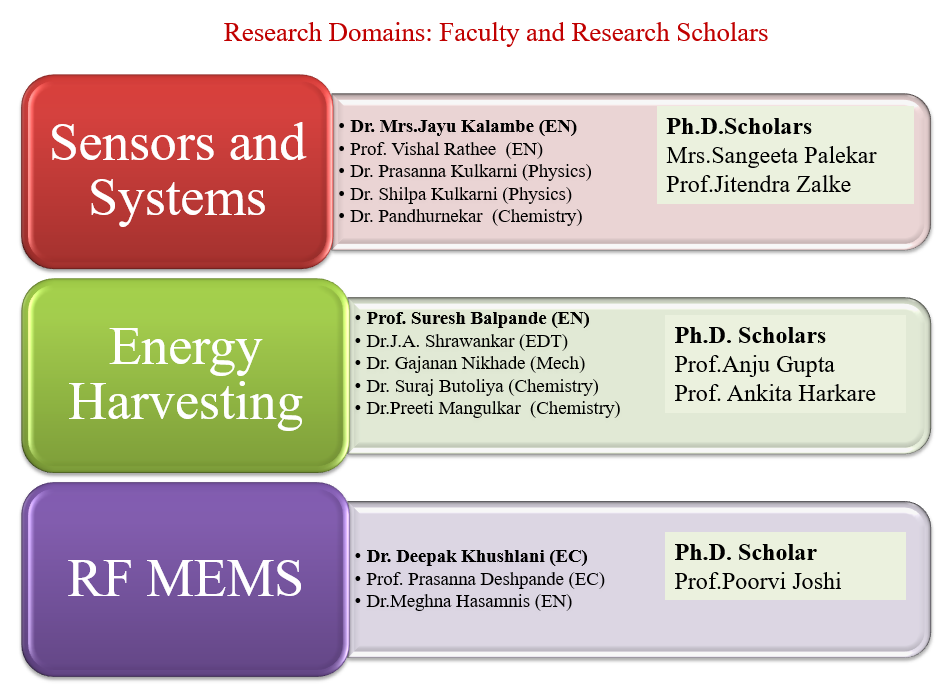 Research Domains: Faculty and Research Scholars
Sensors and
Systems
• Dr. Mrs.Jayu Kalambe (EN)
• Prof. Vishal Rathee (EN)
• Dr. Prasanna Kulkarni (Physics)
• Dr. Shilpa Kulkarni (Physics)
• Dr. Pandhurnekar (Chemistry)
Ph.D.Scholars
Mrs.Sangeeta Palekar
Prof.Jitendra Zalke
Energy
Harvesting
• Prof. Suresh Balpande (EN)
• Dr.J.A. Shrawankar (EDT)
• Dr. Gajanan Nikhade (Mech)
• Dr. Suraj Butoliya (Chemistry)
• Dr.Preeti Mangulkar (Chemistry)
Ph.D. Scholars
Prof.Anju Gupta
Prof. Ankita Harkare
RF MEMS
• Dr. Deepak Khushlani (EC)
• Prof. Prasanna Deshpande (EC)
• Dr.Meghna Hasamnis (EN)
Ph.D. Scholar
Prof.Poorvi Joshi